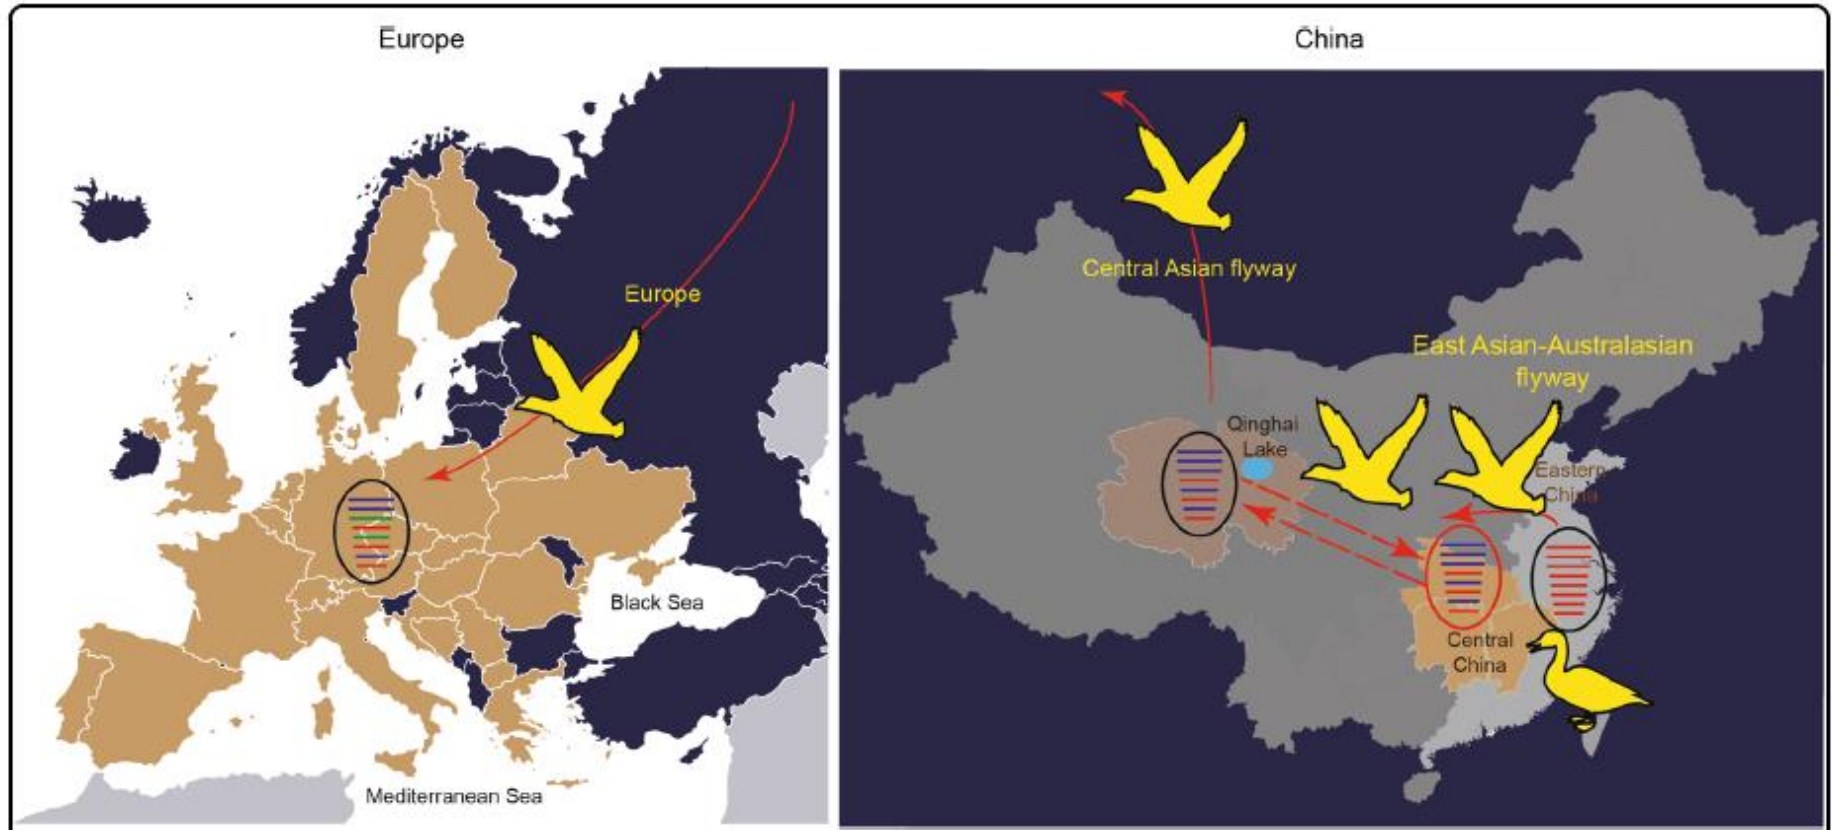 Europe
China
Europe
Black Sea
Mediterranean Sea
Central Asian flyway
East Asian-Australasian
flyway
Qinghai
Lake
Eastern
China
Central
China